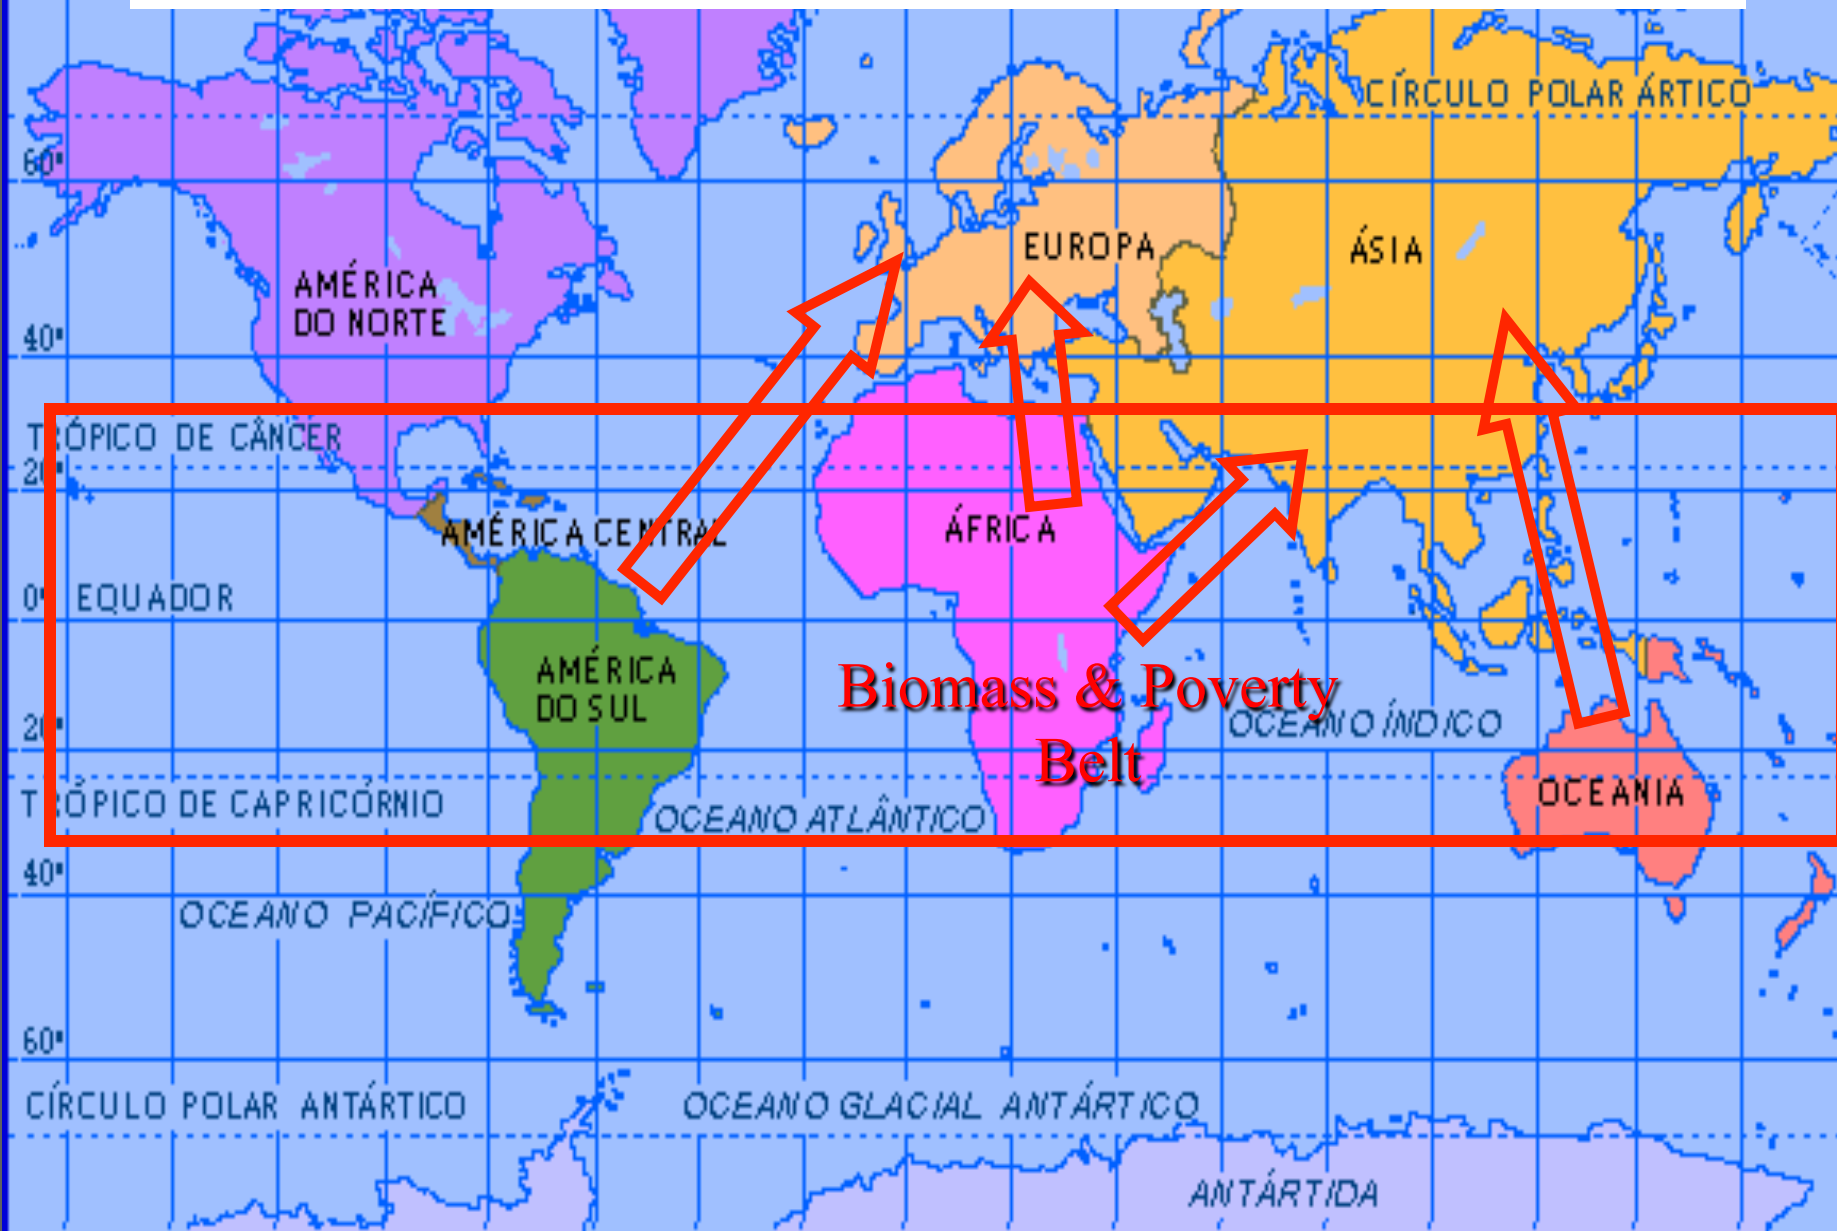 CÍRCULO POLAR ÁRTICO
60°
EUROPA
ÁSIA
AMÉRICA
DO NORTE
40°
TRÓPICO DE CÂNCER
20°
AMÉRICA CENTRAL
ÁFRICA
0°
EQUADOR
AMÉRICA
DO SUL
Biomass & Poverty
Belt
20°
OCEANO ÍNDICO
OCEANIA
TRÓPICO DE CAPRICÓRNIO
OCEANO ATLÂNTICO
40°
OCEANO PACÍFICO
60°
CÍRCULO POLAR ANTÁRTICO
OCEANO GLACIAL ANTÁRTICO
ANTÁRTIDA